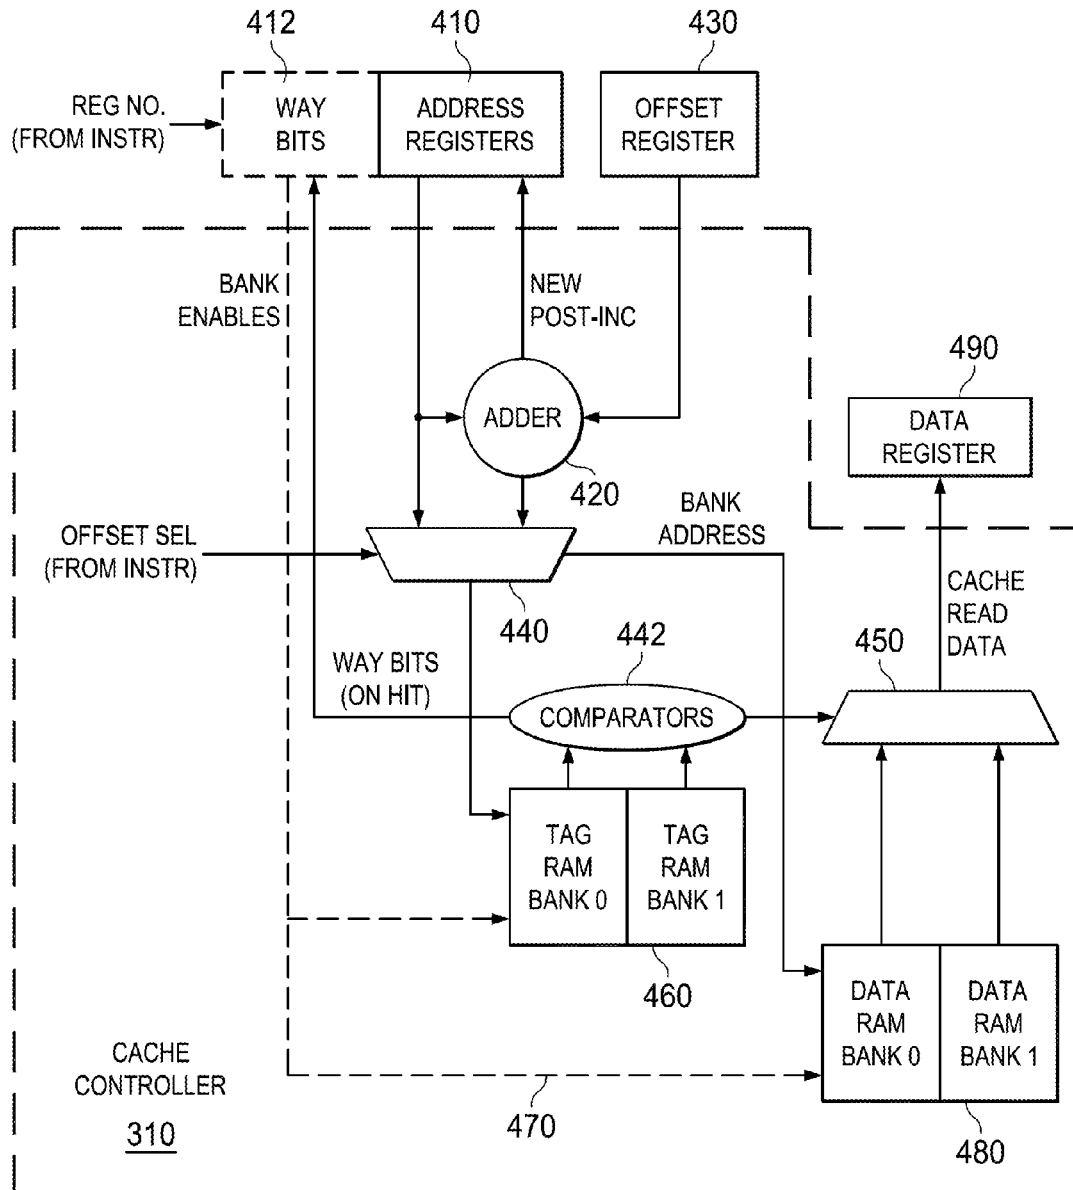 412
410
430
REG NO.
(FROM INSTR)
WAY
BITS
ADDRESS
REGISTERS
OFFSET
REGISTER
BANK
ENABLES
NEW
POST-INC
490
ADDER
DATA
REGISTER
420
OFFSET SEL
(FROM INSTR)
BANK
ADDRESS
440
442
CACHE
READ
DATA
450
WAY BITS
(ON HIT)
COMPARATORS
TAG
RAM
BANK 0
TAG
RAM
BANK 1
460
DATA
RAM
BANK 0
DATA
RAM
BANK 1
CACHE
CONTROLLER
310
470
480